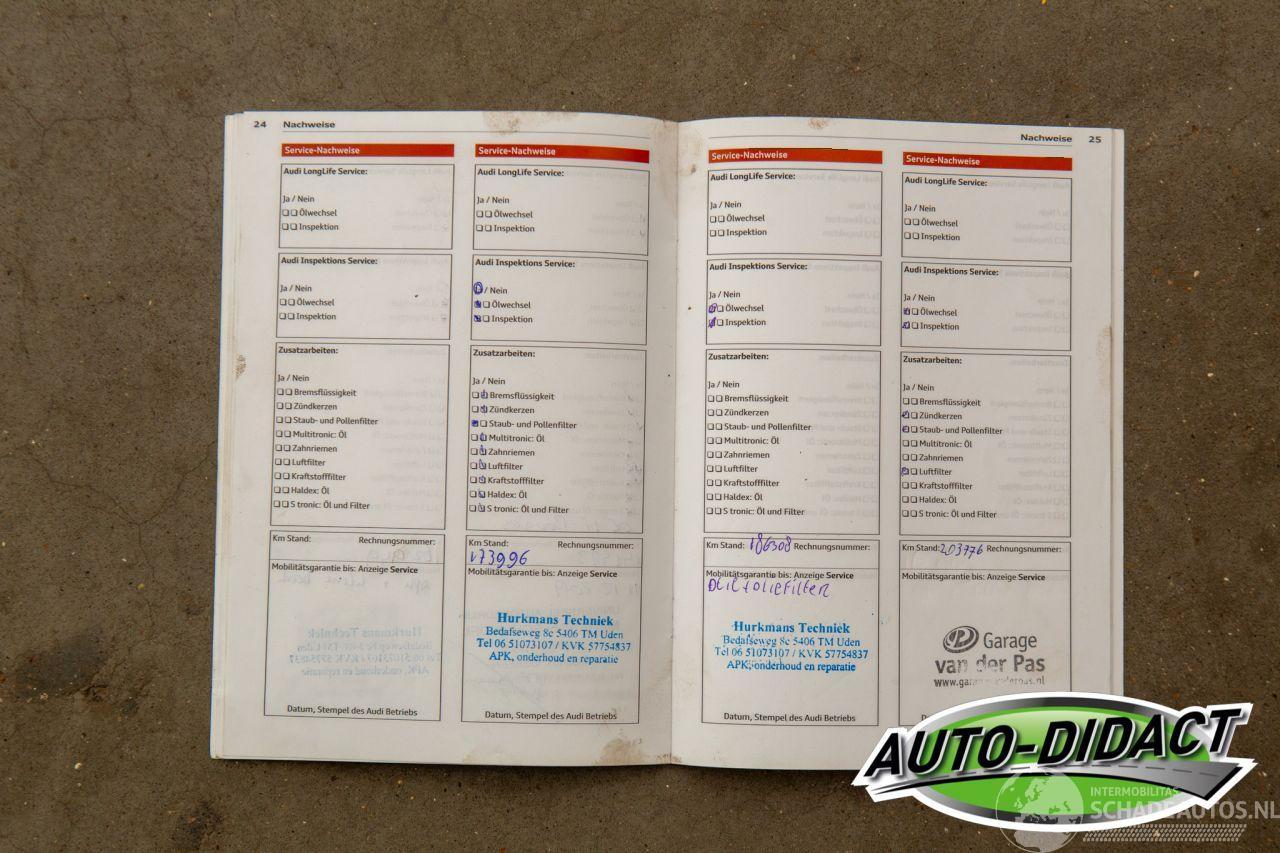 24 Nachweise
Service-Nachweise
Audi LongLife Service:
Ja / Nein
Ölwechsel
Inspektion
Audi Inspektions Service:
Ja / Nein
Ölwechsel
Inspektion
Zusatzarbeiten:
Ja / Nein
Bremsflüssigkeit
Zündkerzen
Staub- und Pollenfilter
Multitronic: Öl
Zahnriemen
Luftfilter
Kraftstofffilter
Haldex: Öl
S tronic: Öl und Filter
Km Stand: Rechnungsnummer:
Mobilitätsgarantie bis: Anzeige Service
Datum, Stempel des Audi Betriebs
Service-Nachweise
Audi LongLife Service:
Ja / Nein
Ölwechsel
Inspektion
Audi Inspektions Service:
/ Nein
Ölwechsel
Inspektion
Zusatzarbeiten:
Ja / Nein
Bremsflüssigkeit
Zündkerzen
Staub- und Pollenfilter
Multitronic: Öl
Zahnriemen
Luftfilter
Kraftstofffilter
Haldex: Öl
S tronic: Öl und Filter
Km Stand: Rechnungsnummer:
173996
Mobilitätsgarantie bis: Anzeige Service
Hurkmans Techniek
Bedafseweg 8c 5406 TM Uden
Tel 06 51073107 / KVK 57754837
APK, onderhoud en reparatie
Datum, Stempel des Audi Betriebs
Nachweise 25
Service-Nachweise
Audi LongLife Service:
Ja / Nein
Ölwechsel
Inspektion
Audi Inspektions Service:
Ja / Nein
Ölwechsel
Inspektion
Zusatzarbeiten:
Ja / Nein
Bremsflüssigkeit
Zündkerzen
Staub- und Pollenfilter
Multitronic: Öl
Zahnriemen
Luftfilter
Kraftstofffilter
Haldex: Öl
S tronic: Öl und Filter
Km Stand: 186308 Rechnungsnummer:
Mobilitätsgarantie bis: Anzeige Service
Hurkmans Techniek
Bedafseweg 8c 5406 TM Uden
Tel 06 51073107 / KVK 57754837
APK, onderhoud en reparatie
Datum, Stempel des Audi Betriebs
Service-Nachweise
Audi LongLife Service:
Ja / Nein
Ölwechsel
Inspektion
Audi Inspektions Service:
Ja / Nein
Ölwechsel
Inspektion
Zusatzarbeiten:
Ja / Nein
Bremsflüssigkeit
Zündkerzen
Staub- und Pollenfilter
Multitronic: Öl
Zahnriemen
Luftfilter
Kraftstofffilter
Haldex: Öl
S tronic: Öl und Filter
Km Stand: 203776 Rechnungsnummer:
Mobilitätsgarantie bis: Anzeige Service
Garage
van der Pas
AUTO-DIDACT
INTERMOBILITAS
SCHADEAUTOS.NL